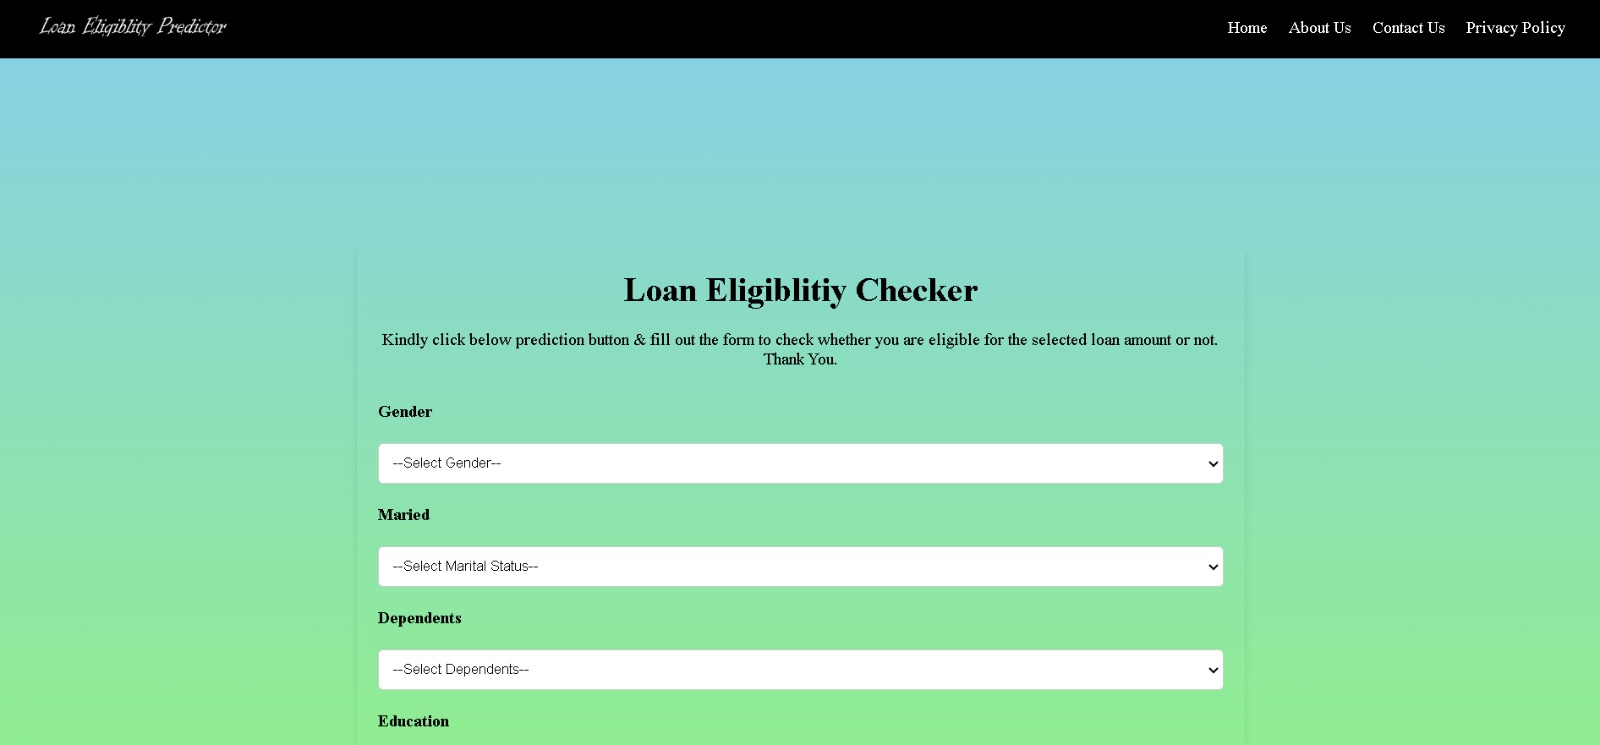 Loan Eligiblity Predictor
Home About Us Contact Us Privacy Policy
Loan Eligiblitiy Checker
Kindly click below prediction button & fill out the form to check whether you are eligible for the selected loan amount or not.
Thank You.
Gender
--Select Gender--
Maried
--Select Marital Status--
Dependents
--Select Dependents--
Education